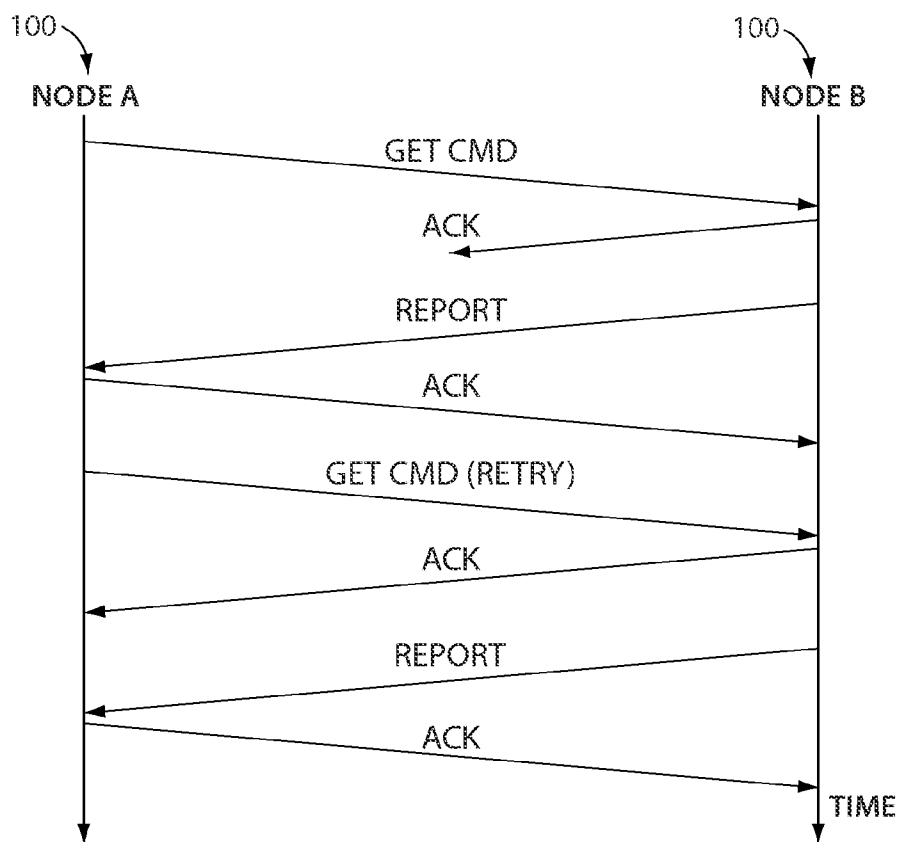 100
100
NODE A
NODE B
GET CMD
ACK
REPORT
ACK
GET CMD (RETRY)
ACK
REPORT
ACK
TIME